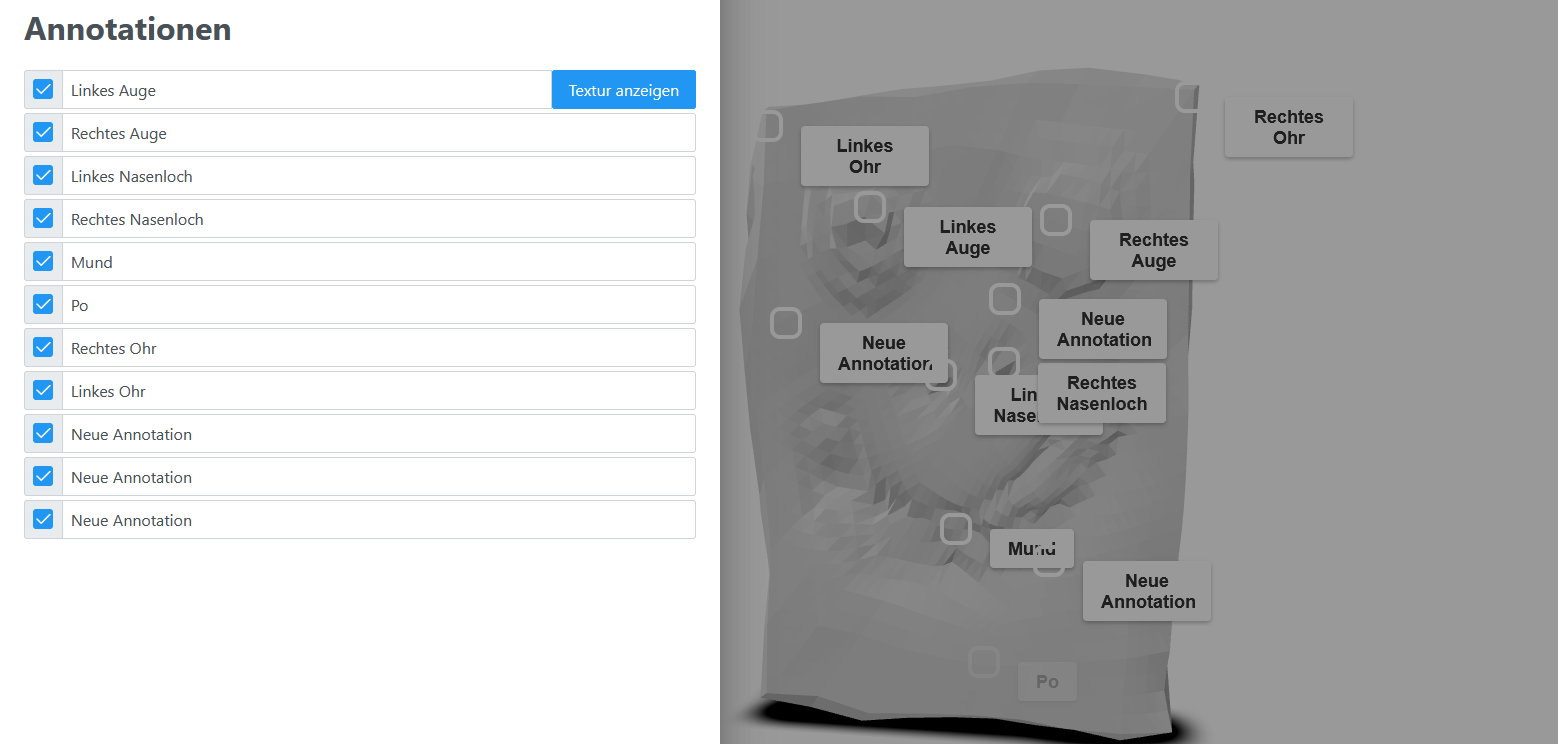 Annotationen
Linkes Auge
Textur anzeigen
Rechtes Auge
Linkes Nasenloch
Rechtes Nasenloch
Mund
Po
Rechtes Ohr
Linkes Ohr
Neue Annotation
Neue Annotation
Neue Annotation
Rechtes
Ohr
Linkes
Ohr
Linkes
Auge
Rechtes
Auge
Neue
Annotation
Neue
Annotation
Rechtes
Nasenloch
Lin
Nase
Mund
Neue
Annotation
Po